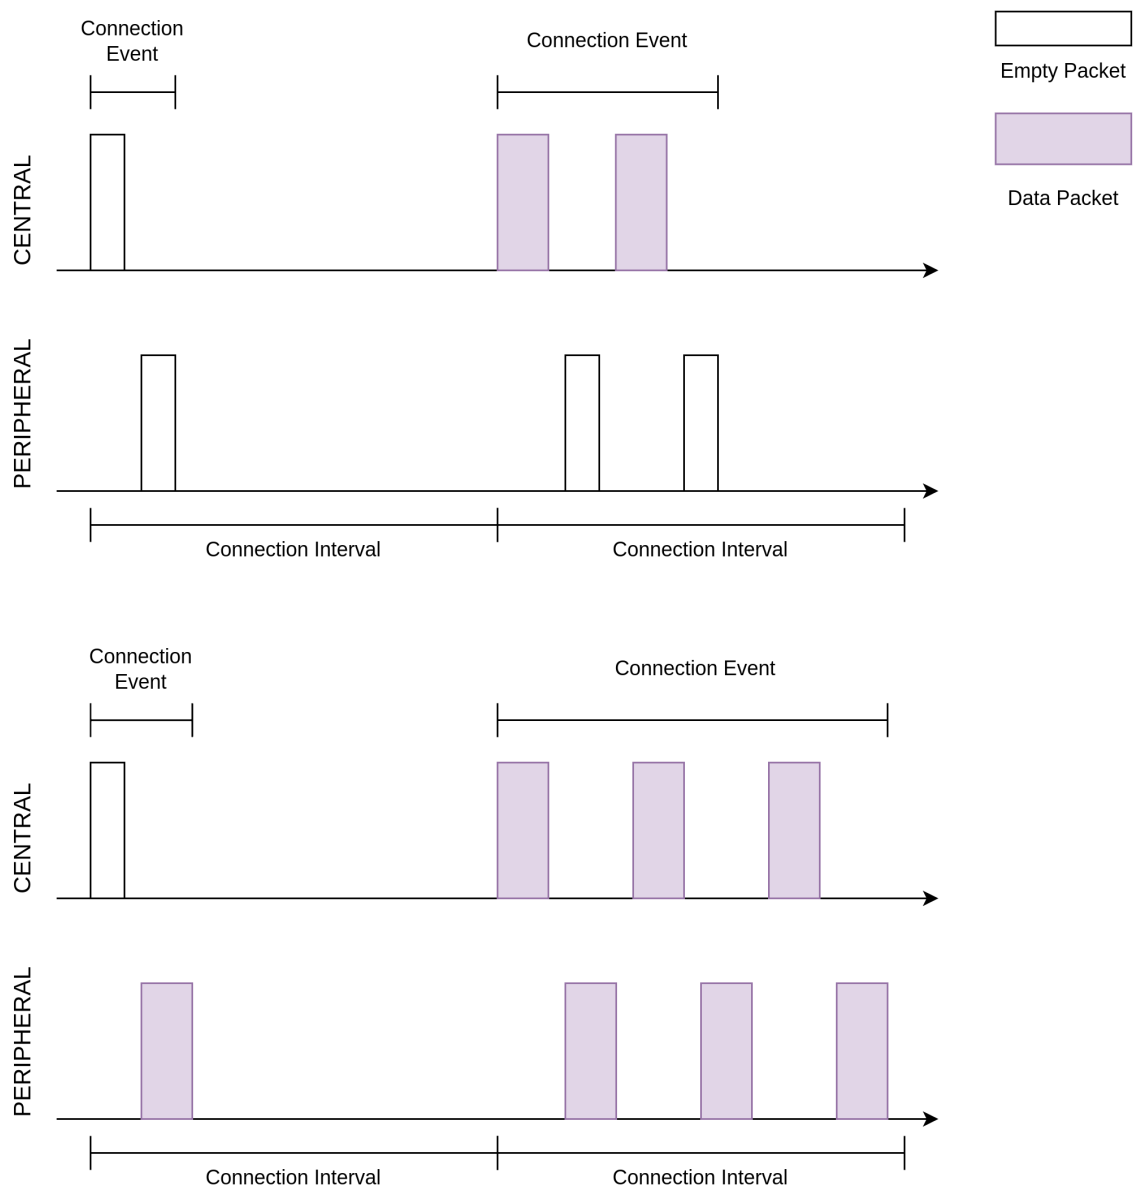 Connection
Event
Connection Event
Empty Packet
Data Packet
CENTRAL
PERIPHERAL
Connection Interval
Connection Interval
Connection
Event
Connection Event
CENTRAL
PERIPHERAL
Connection Interval
Connection Interval